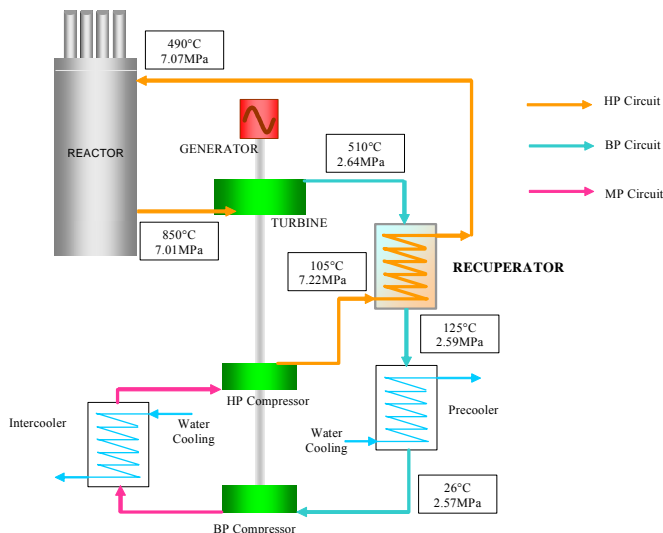 490°C
7.07MPa
HP Circuit
REACTOR
GENERATOR
510°C
2.64MPa
BP Circuit
MP Circuit
TURBINE
850°C
7.01MPa
105°C
7.22MPa
RECUPERATOR
125°C
2.59MPa
HP Compressor
Intercooler
Water
Cooling
Water
Cooling
Precooler
26°C
2.57MPa
BP Compressor